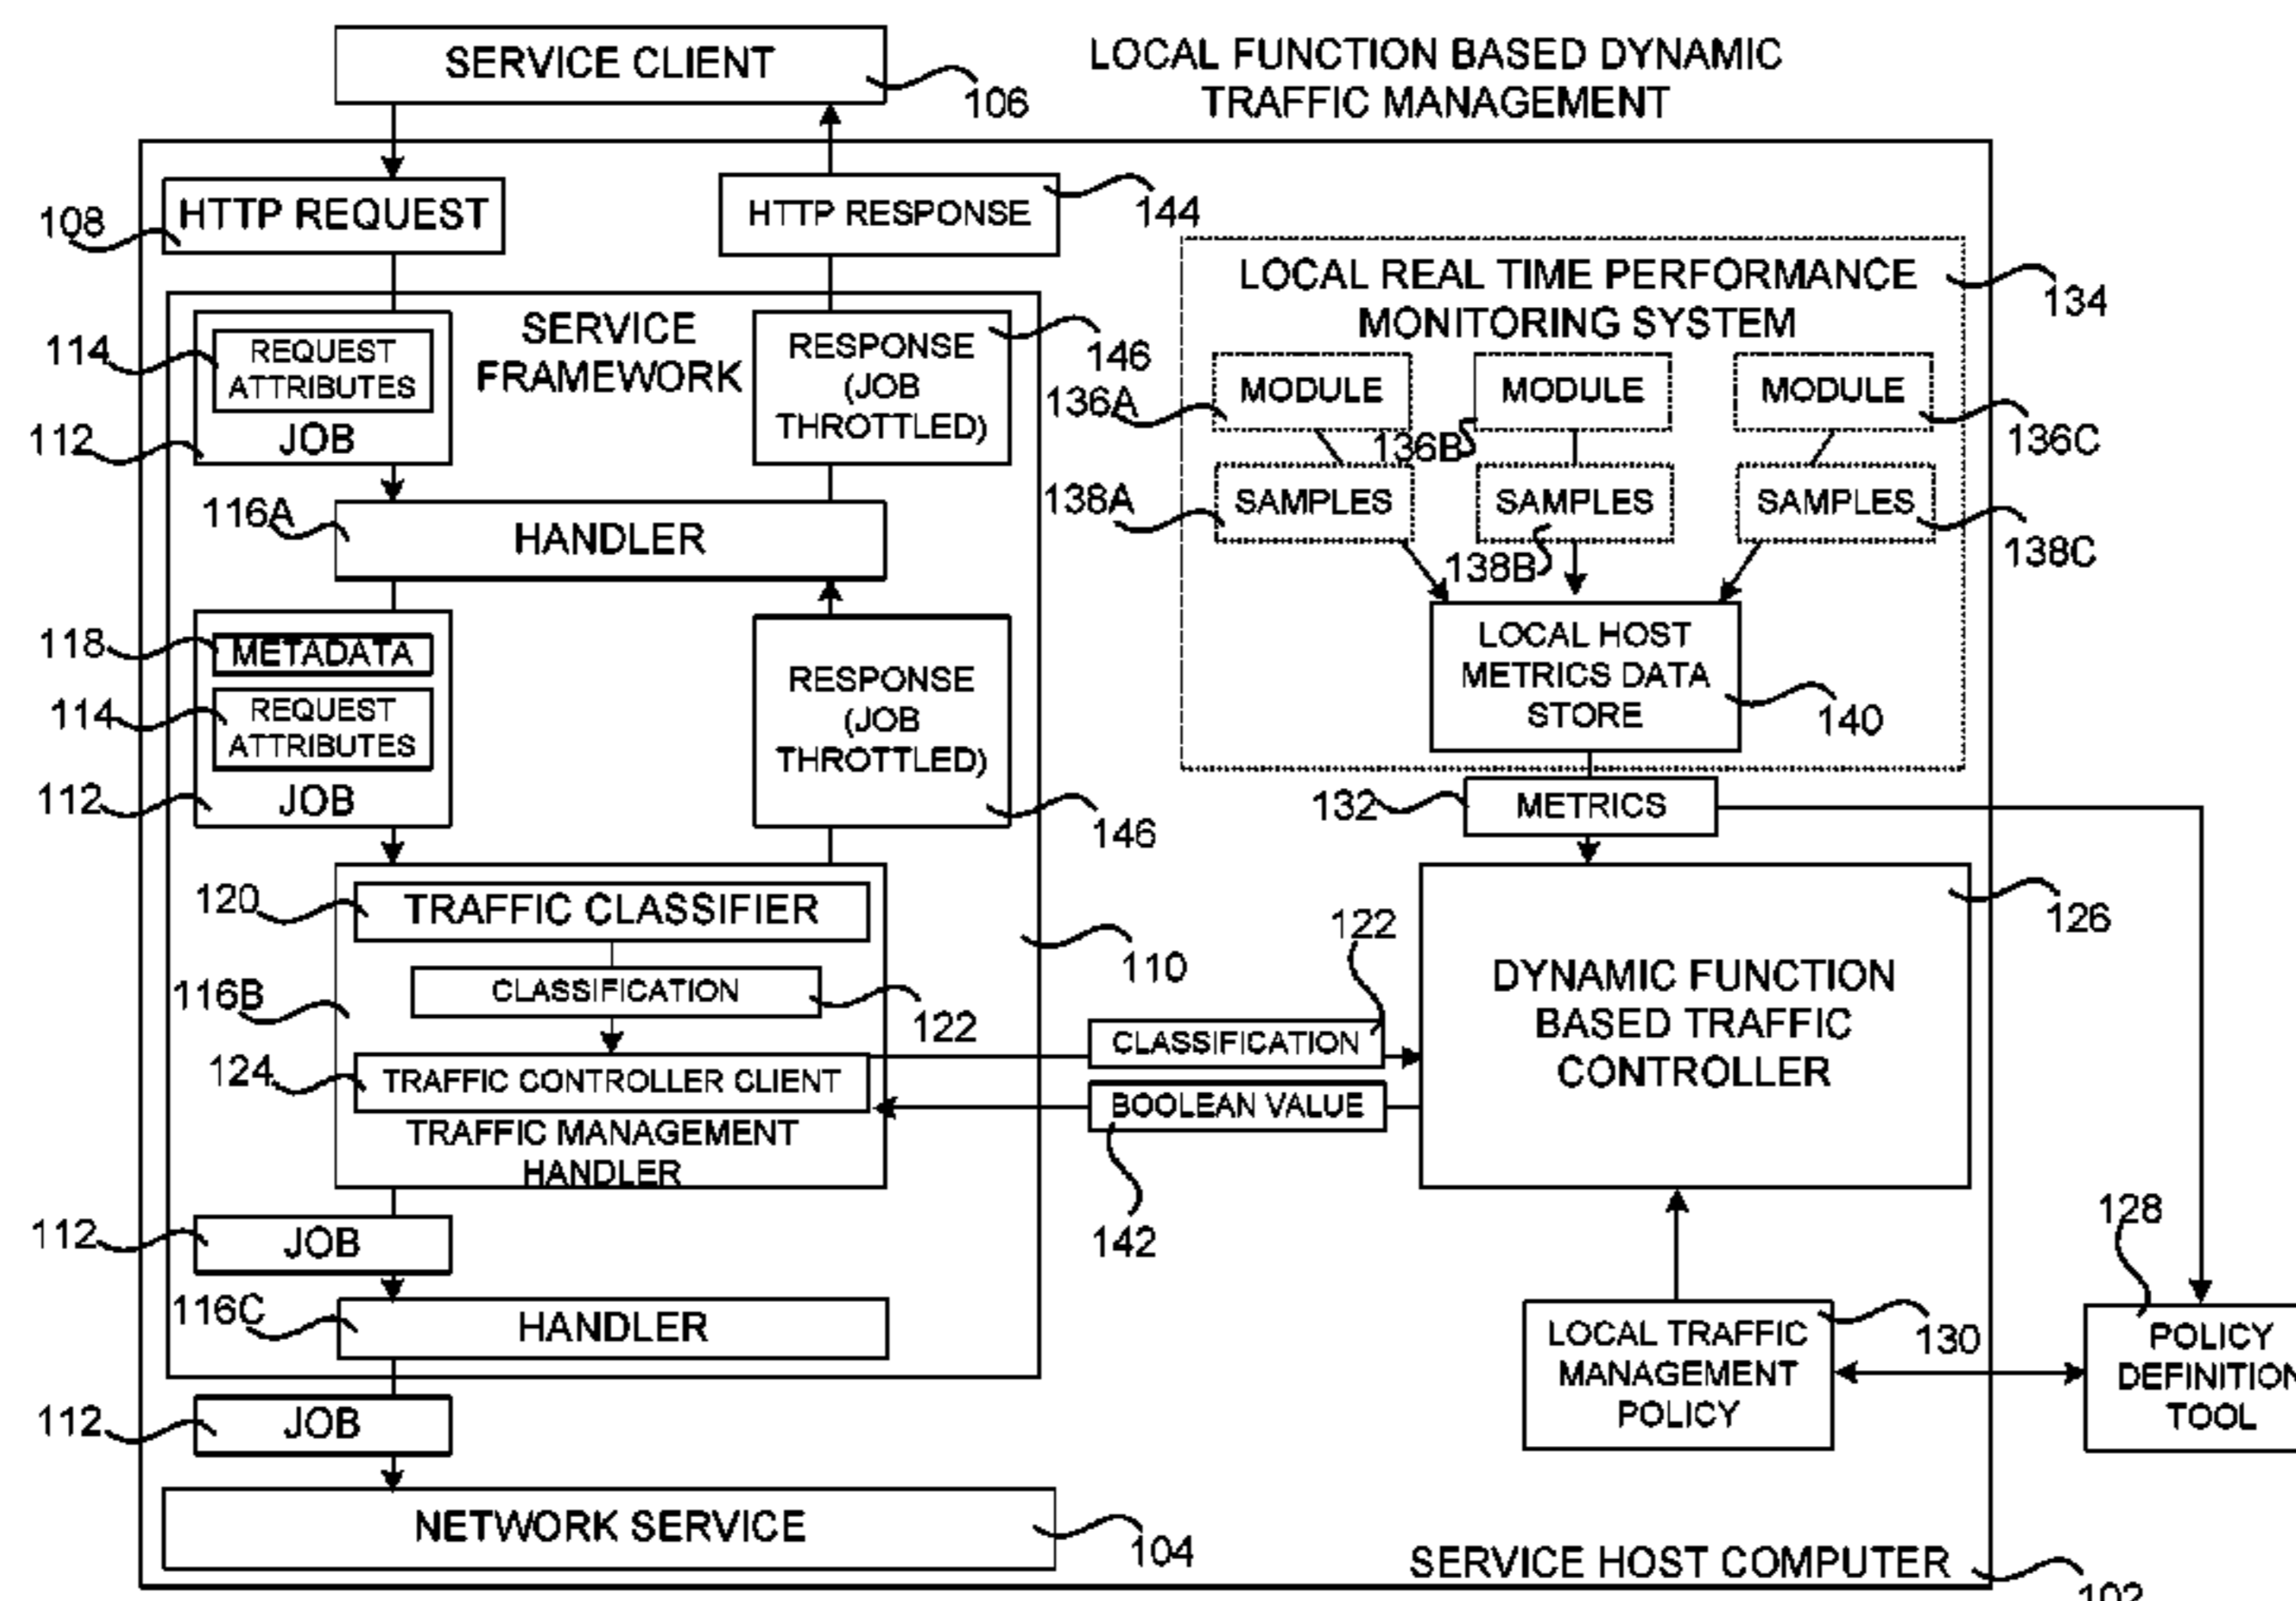 SERVICE CLIENT
106
LOCAL FUNCTION BASED DYNAMIC
TRAFFIC MANAGEMENT
108
HTTP REQUEST
HTTP RESPONSE
144
SERVICE
FRAMEWORK
114
REQUEST
ATTRIBUTES
112
JOB
RESPONSE
(JOB
THROTTLED)
146
116A
HANDLER
118
METADATA
114
REQUEST
ATTRIBUTES
112
JOB
RESPONSE
(JOB
THROTTLED)
146
120
TRAFFIC CLASSIFIER
116B
CLASSIFICATION
122
110
124
TRAFFIC CONTROLLER CLIENT
TRAFFIC MANAGEMENT
HANDLER
112
JOB
116C
HANDLER
112
JOB
NETWORK SERVICE
104
LOCAL REAL TIME PERFORMANCE
MONITORING SYSTEM
134
MODULE
MODULE
MODULE
136A
136B
136C
138A
SAMPLES
SAMPLES
SAMPLES
138B
138C
LOCAL HOST
METRICS DATA
STORE
140
132
METRICS
122
CLASSIFICATION
BOOLEAN VALUE
142
DYNAMIC FUNCTION
BASED TRAFFIC
CONTROLLER
126
128
LOCAL TRAFFIC
MANAGEMENT
POLICY
130
POLICY
DEFINITION
TOOL
SERVICE HOST COMPUTER
102